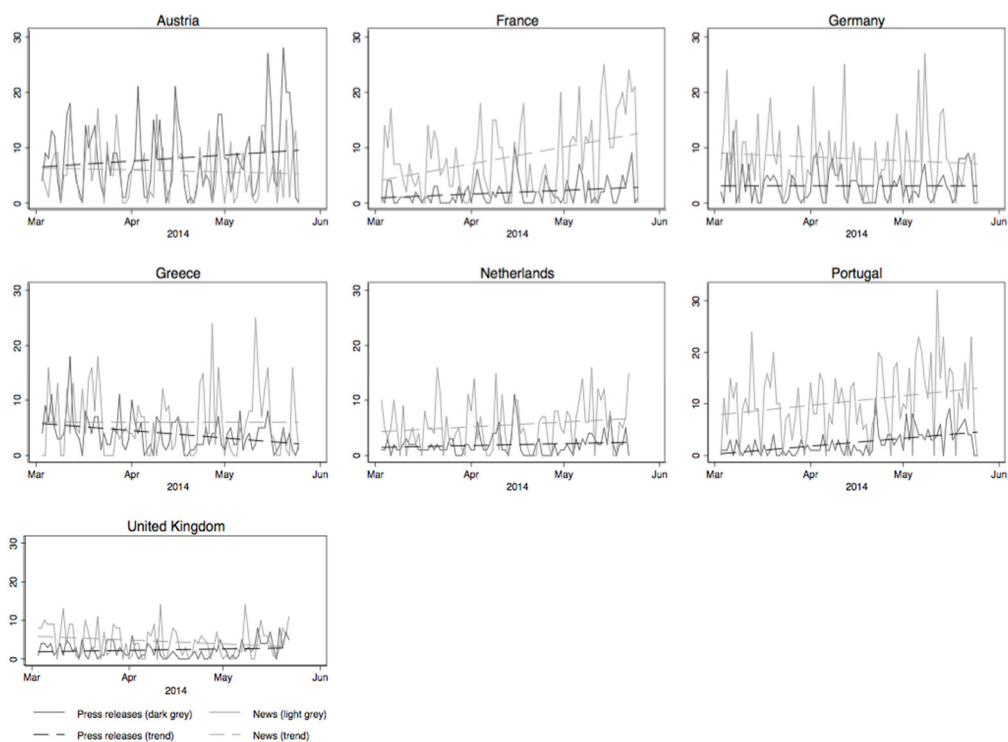 Austria
France
Germany
30
20
10
0
Mar
Apr
May
Jun
2014
30
20
10
0
Mar
Apr
May
Jun
2014
30
20
10
0
Mar
Apr
May
Jun
2014
Greece
Netherlands
Portugal
30
20
10
0
Mar
Apr
May
Jun
2014
30
20
10
0
Mar
Apr
May
Jun
2014
30
20
10
0
Mar
Apr
May
Jun
2014
United Kingdom
30
20
10
0
Mar
Apr
May
Jun
2014
Press releases (dark grey)
News (light grey)
Press releases (trend)
News (trend)